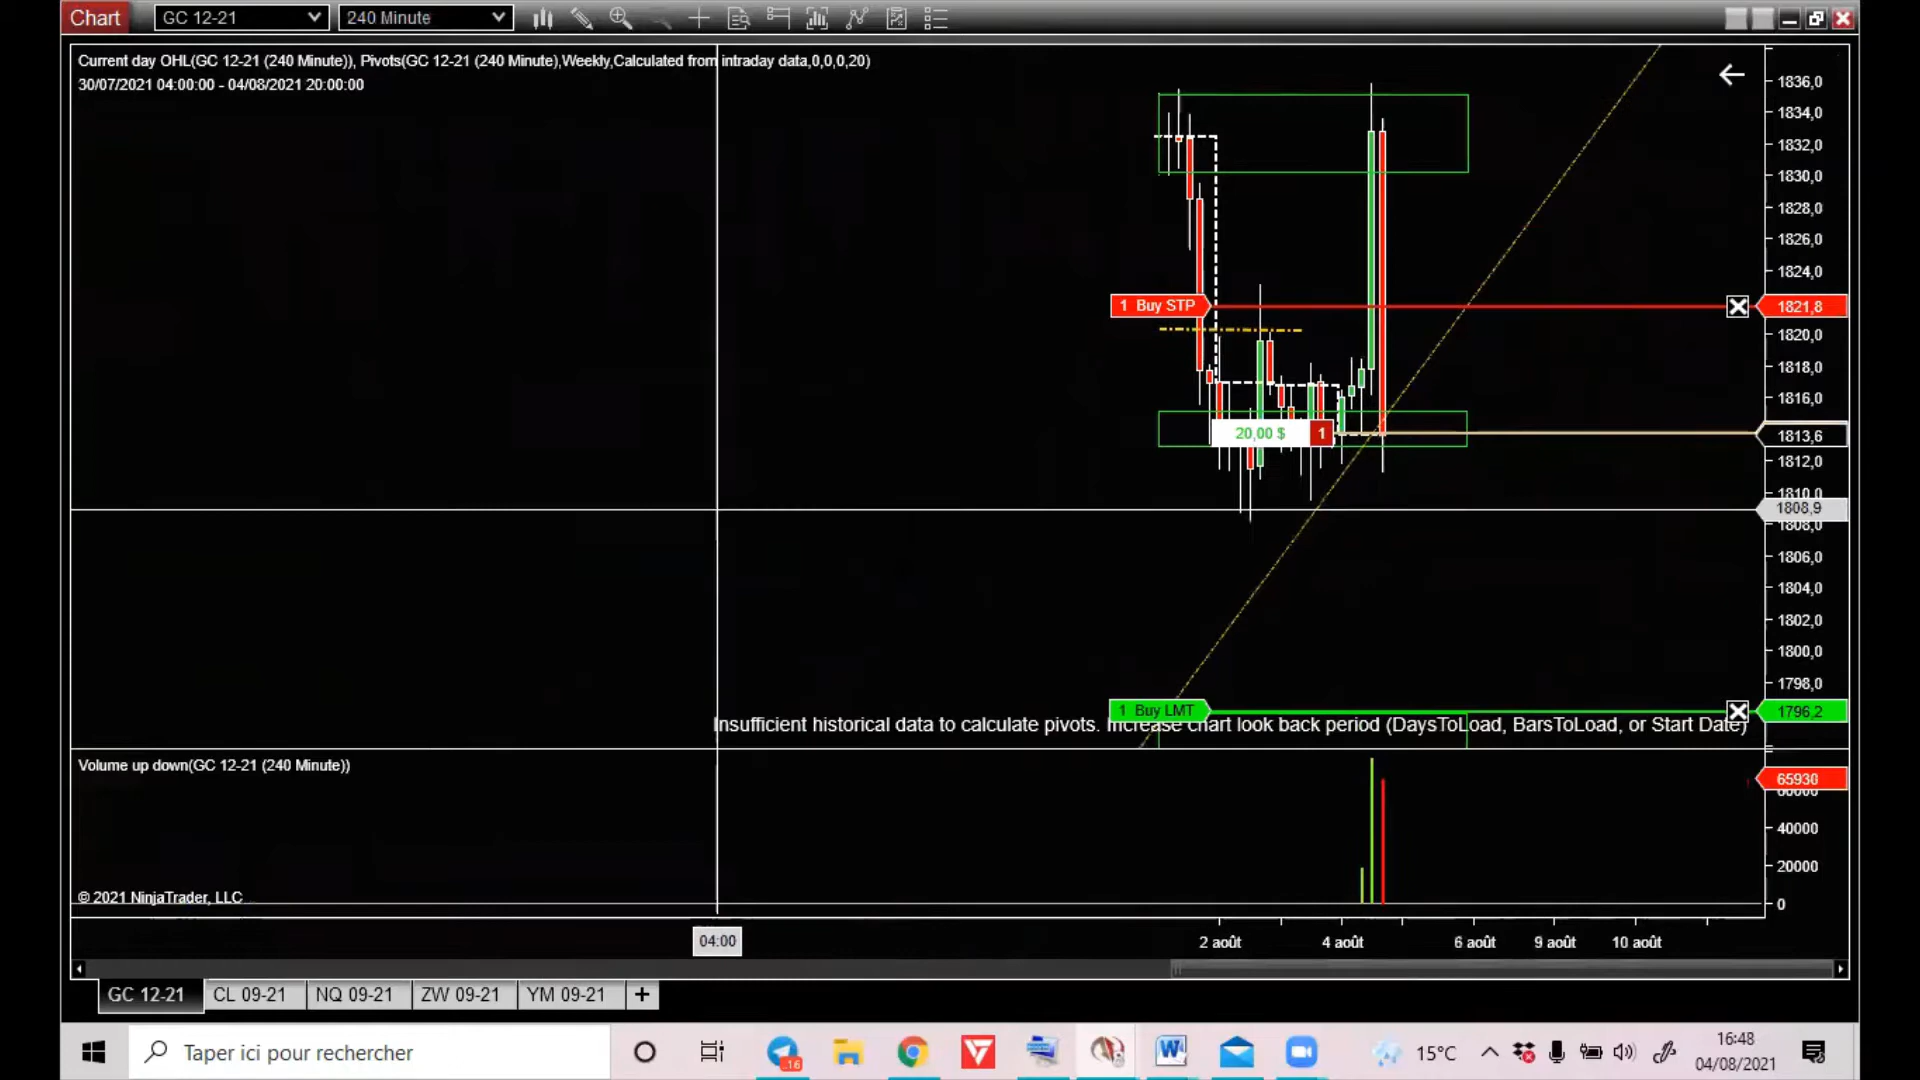 Chart
GC 12-21
240 Minute
Current day OHL(GC 12-21 (240 Minute)), Pivots(GC 12-21 (240 Minute),Weekly,Calculated from intraday data,0,0,0,20)
30/07/2021 04:00:00 - 04/08/2021 20:00:00
1836,0
1834,0
1832,0
1830,0
1828,0
1826,0
1824,0
1 Buy STP
1821,8
1820,0
1818,0
1816,0
20,00 $ 1
1813,6
1812,0
1810,0
1808,9
1808,0
1806,0
1804,0
1802,0
1800,0
1798,0
1 Buy LMT
1796,2
Insufficient historical data to calculate pivots. Increase chart look back period (DaysToLoad, BarsToLoad, or Start Date)
Volume up down(GC 12-21 (240 Minute))
65930
60000
40000
20000
0
© 2021 NinjaTrader, LLC
04:00
2 août
4 août
6 août
9 août
10 août
GC 12-21
CL 09-21
NQ 09-21
ZW 09-21
YM 09-21
+
Taper ici pour rechercher
15°C
16:48
04/08/2021